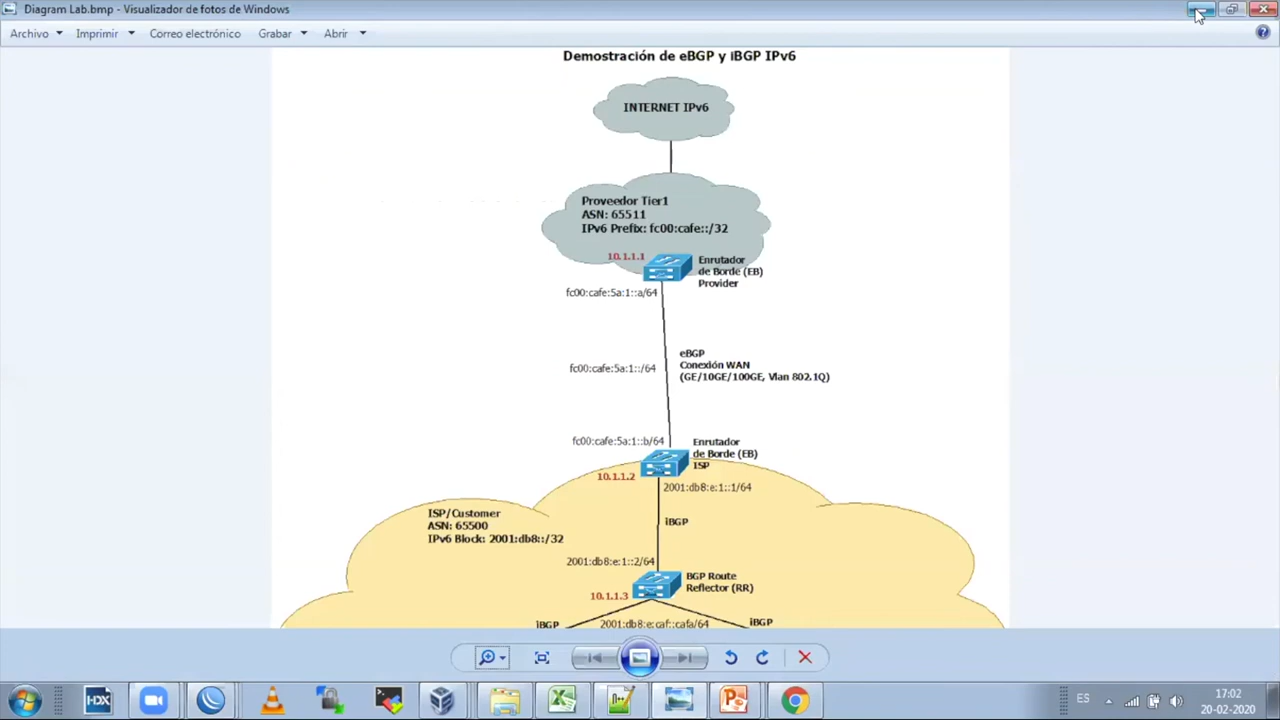 Diagram Lab.bmp - Visualizador de fotos de Windows
Archivo Imprimir Correo electrónico Grabar Abrir
Demostración de eBGP y iBGP IPv6
INTERNET IPv6
Proveedor Tier1
ASN: 65511
IPv6 Prefix: fc00:cafe::/32
10.1.1.1
Enrutador
de Borde (EB)
Provider
fc00:cafe:5a:1::a/64
eBGP
Conexión WAN
(GE/10GE/100GE, Vlan 802.1Q)
fc00:cafe:5a:1::/64
fc00:cafe:5a:1::b/64
Enrutador
de Borde (EB)
ISP
10.1.1.2
2001:db8:e:1::1/64
ISP/Customer
ASN: 65500
IPv6 Block: 2001:db8::/32
iBGP
2001:db8:e:1::2/64
BGP Route
Reflector (RR)
10.1.1.3
iBGP
2001:db8:e:caf::cafa/64
iBGP
HDX
ES
17:02
20-02-2020